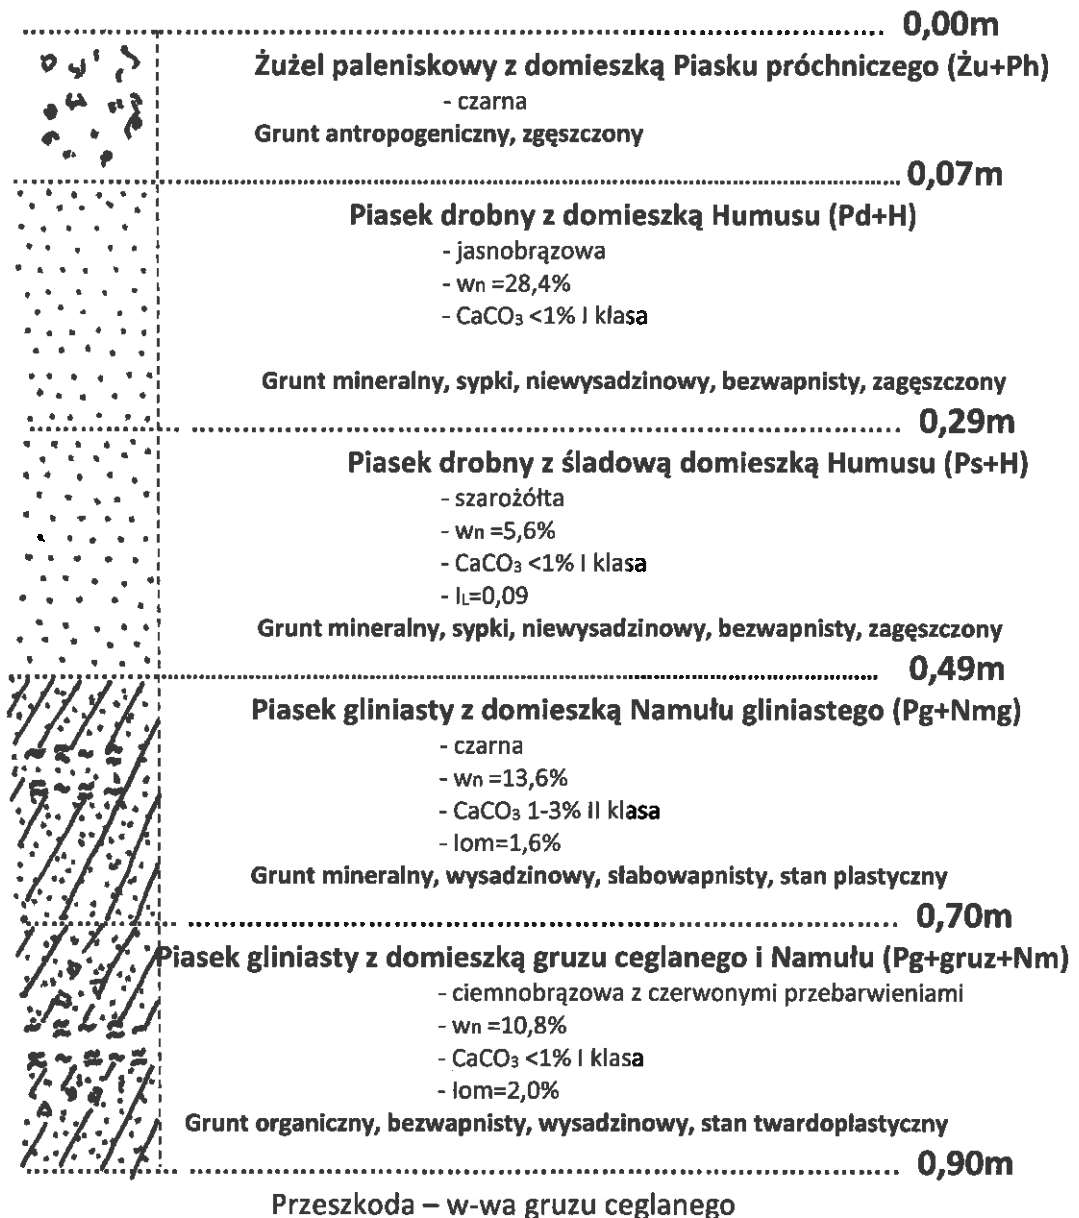 0,00m
Żużel paleniskowy z domieszką Piasku próchniczego (Żu+Ph)
- czarna
Grunt antropogeniczny, zgęszczony
0,07m
Piasek drobny z domieszką Humusu (Pd+H)
- jasnobrązowa
- wn =28,4%
- CaCO₃ <1% I klasa
Grunt mineralny, sypki, niewysadzinowy, bezwapnisty, zagęszczony
0,29m
Piasek drobny z śladową domieszką Humusu (Ps+H)
- szarożółta
- wn =5,6%
- CaCO₃ <1% I klasa
- IL=0,09
Grunt mineralny, sypki, niewysadzinowy, bezwapnisty, zagęszczony
0,49m
Piasek gliniasty z domieszką Namułu gliniastego (Pg+Nmg)
- czarna
- wn =13,6%
- CaCO₃ 1-3% II klasa
- Iom=1,6%
Grunt mineralny, wysadzinowy, słabowapnisty, stan plastyczny
0,70m
Piasek gliniasty z domieszką gruzu ceglanego i Namułu (Pg+gruz+Nm)
- ciemnobrązowa z czerwonymi przebarwieniami
- wn =10,8%
- CaCO₃ <1% I klasa
- Iom=2,0%
Grunt organiczny, bezwapnisty, wysadzinowy, stan twardoplastyczny
0,90m
Przeszkoda – w-wa gruzu ceglanego